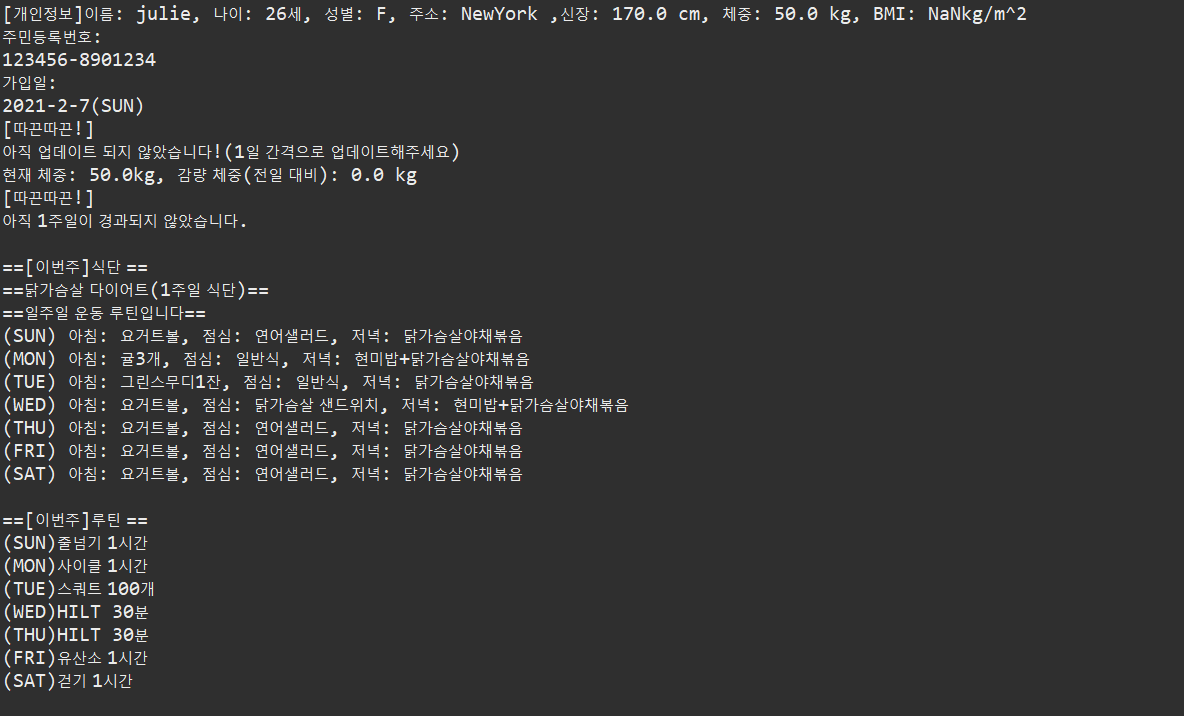 [개인정보]이름: julie, 나이: 26세, 성별: F, 주소: NewYork ,신장: 170.0 cm, 체중: 50.0 kg, BMI: NaNkg/m^2
주민등록번호:
123456-8901234
가입일:
2021-2-7(SUN)
[따끈따끈!]
아직 업데이트 되지 않았습니다!(1일 간격으로 업데이트해주세요)
현재 체중: 50.0kg, 감량 체중(전일 대비): 0.0 kg
[따끈따끈!]
아직 1주일이 경과되지 않았습니다.
==[이번주]식단 ==
==닭가슴살 다이어트(1주일 식단)==
==일주일 운동 루틴입니다==
(SUN) 아침: 요거트볼, 점심: 연어샐러드, 저녁: 닭가슴살야채볶음
(MON) 아침: 귤3개, 점심: 일반식, 저녁: 현미밥+닭가슴살야채볶음
(TUE) 아침: 그린스무디1잔, 점심: 일반식, 저녁: 닭가슴살야채볶음
(WED) 아침: 요거트볼, 점심: 닭가슴살 샌드위치, 저녁: 현미밥+닭가슴살야채볶음
(THU) 아침: 요거트볼, 점심: 연어샐러드, 저녁: 닭가슴살야채볶음
(FRI) 아침: 요거트볼, 점심: 연어샐러드, 저녁: 닭가슴살야채볶음
(SAT) 아침: 요거트볼, 점심: 연어샐러드, 저녁: 닭가슴살야채볶음
==[이번주]루틴 ==
(SUN)줄넘기 1시간
(MON)사이클 1시간
(TUE)스쿼트 100개
(WED)HILT 30분
(THU)HILT 30분
(FRI)유산소 1시간
(SAT)걷기 1시간